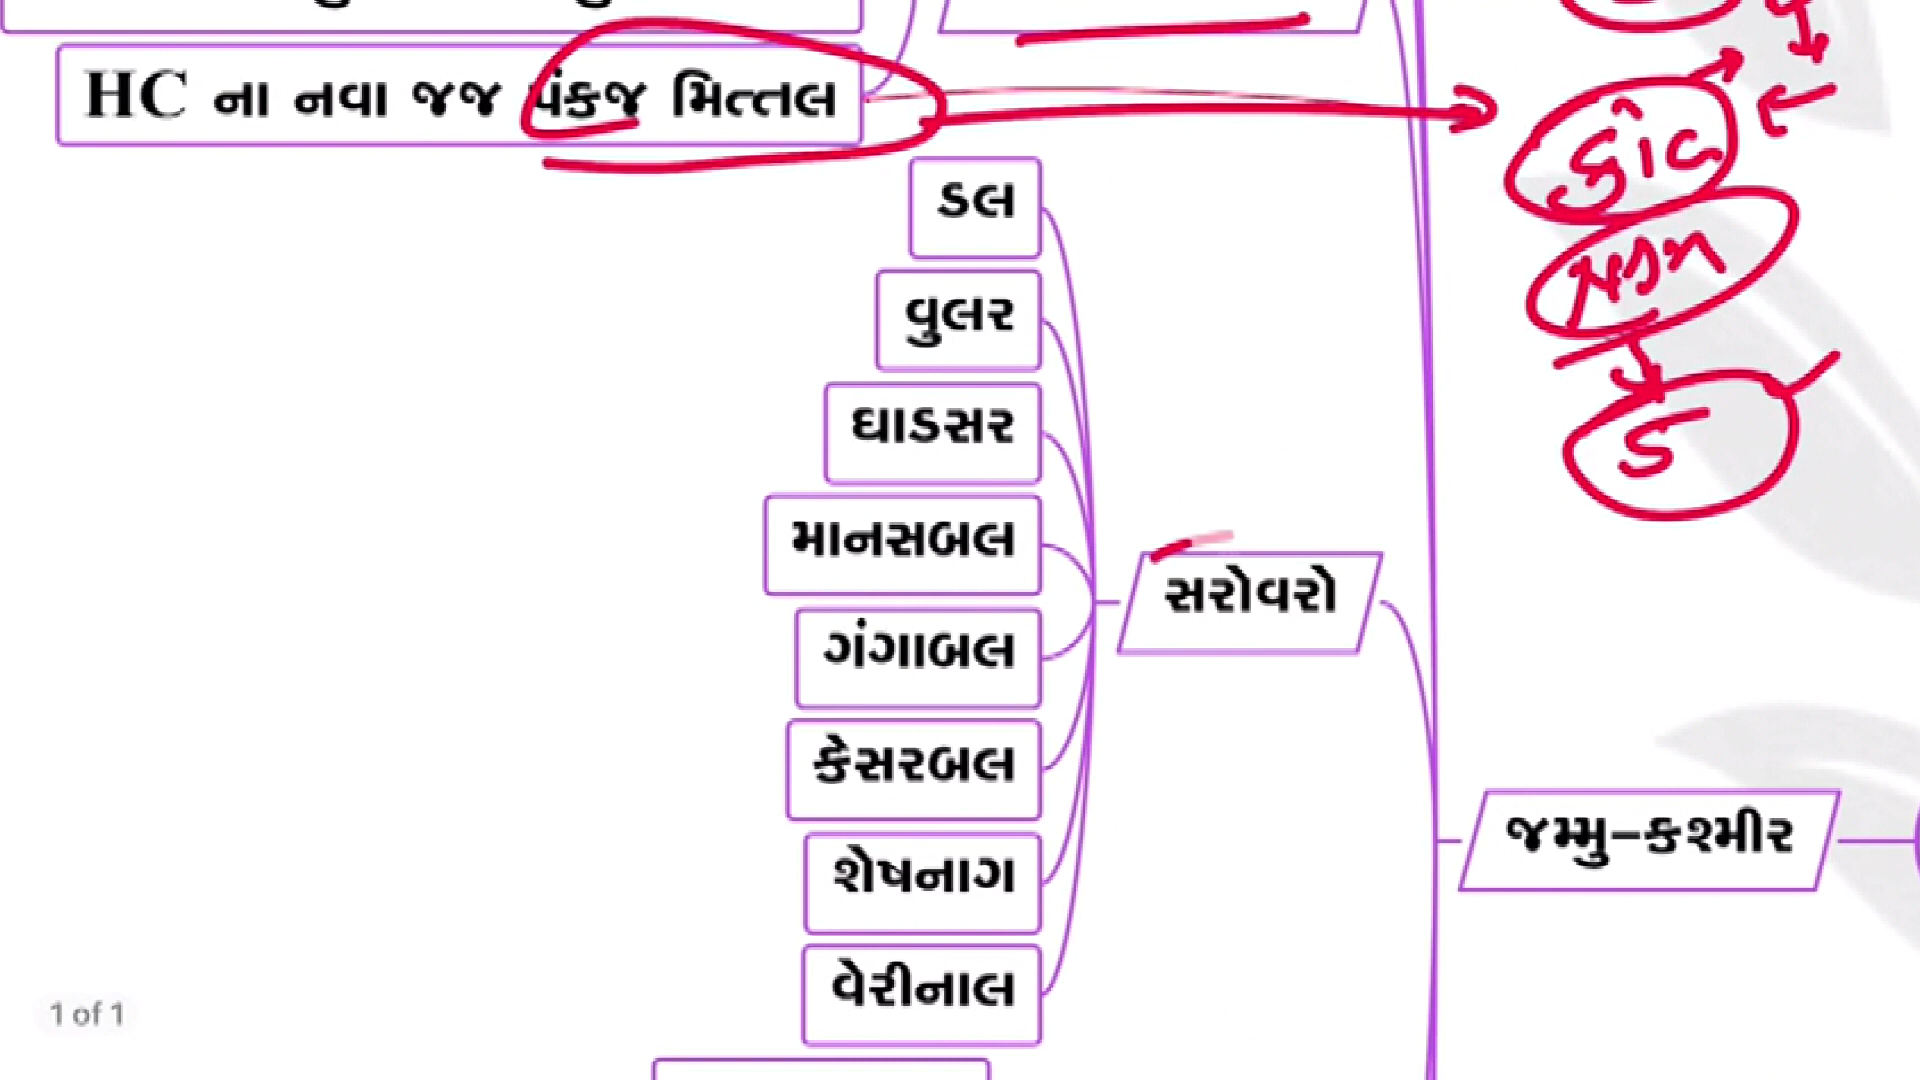 HC ના નવા જજ પંકજ મિત્તલ
ડલ
વુલર
ઘાડસર
માનસબલ
ગંગાબલ
કેસરબલ
શેષનાગ
વેરીનાલ
સરોવરો
જમ્મુ-કશ્મીર
ડ
1 of 1